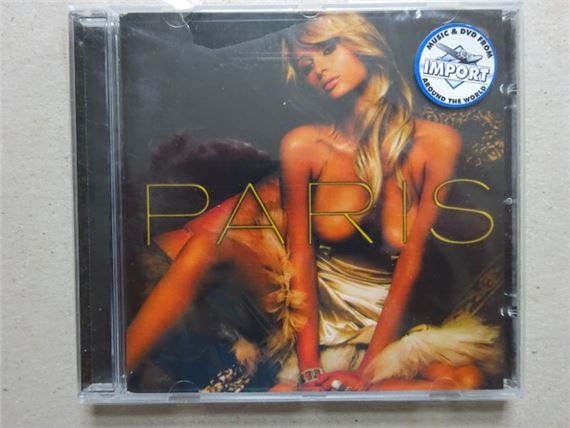 MUSIC & DVD FROM
IMPORT
AROUND THE WORLD
PARIS